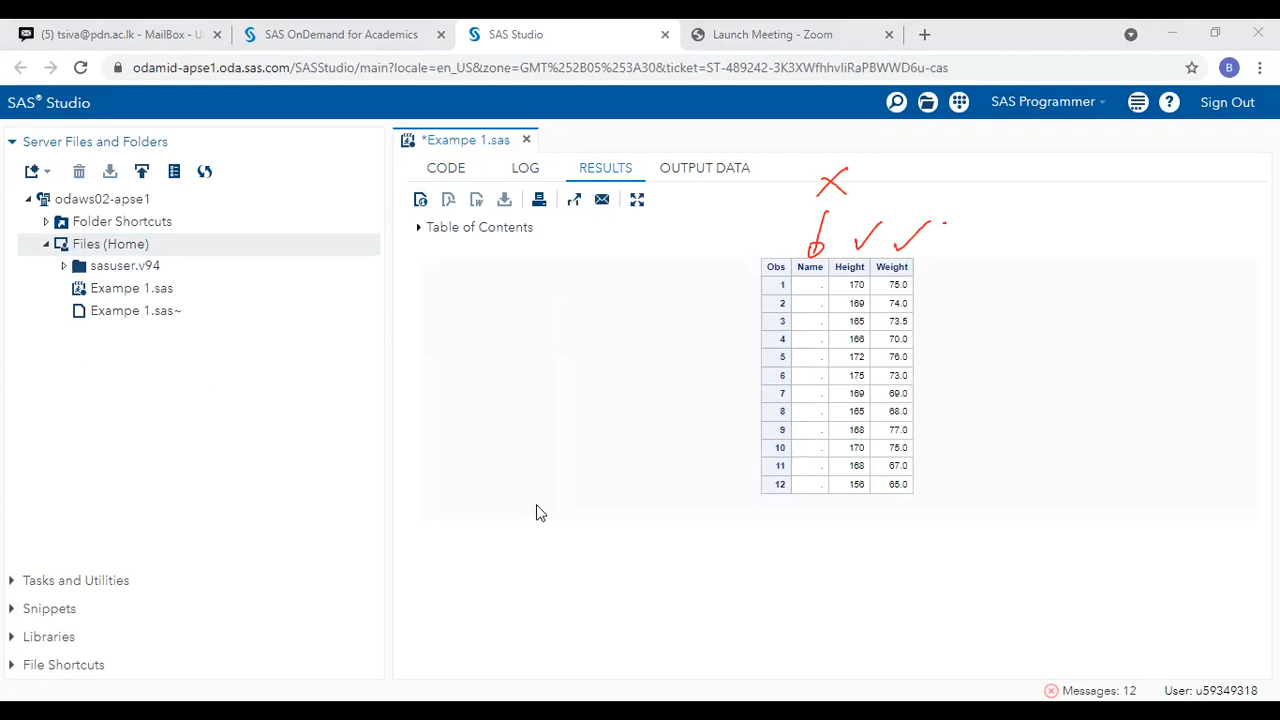 (5) tsiva@pdn.ac.lk - MailBox - U
SAS OnDemand for Academics
SAS Studio
Launch Meeting - Zoom
odamid-apse1.oda.sas.com/SASStudio/main?locale=en_US&zone=GMT%252B05%253A30&ticket=ST-489242-3K3XWfhhvIiRaPBWWD6u-cas
B
SAS® Studio
SAS Programmer
Sign Out
Server Files and Folders
*Exampe 1.sas
CODE LOG RESULTS OUTPUT DATA
odaws02-apse1
Folder Shortcuts
Files (Home)
sasuser.v94
Exampe 1.sas
Exampe 1.sas~
Table of Contents
Obs Name Height Weight
1 . 170 75.0
2 . 169 74.0
3 . 165 73.5
4 . 166 70.0
5 . 172 76.0
6 . 175 73.0
7 . 169 69.0
8 . 165 68.0
9 . 168 77.0
10 . 170 75.0
11 . 168 67.0
12 . 156 65.0
Tasks and Utilities
Snippets
Libraries
File Shortcuts
Messages: 12
User: u59349318